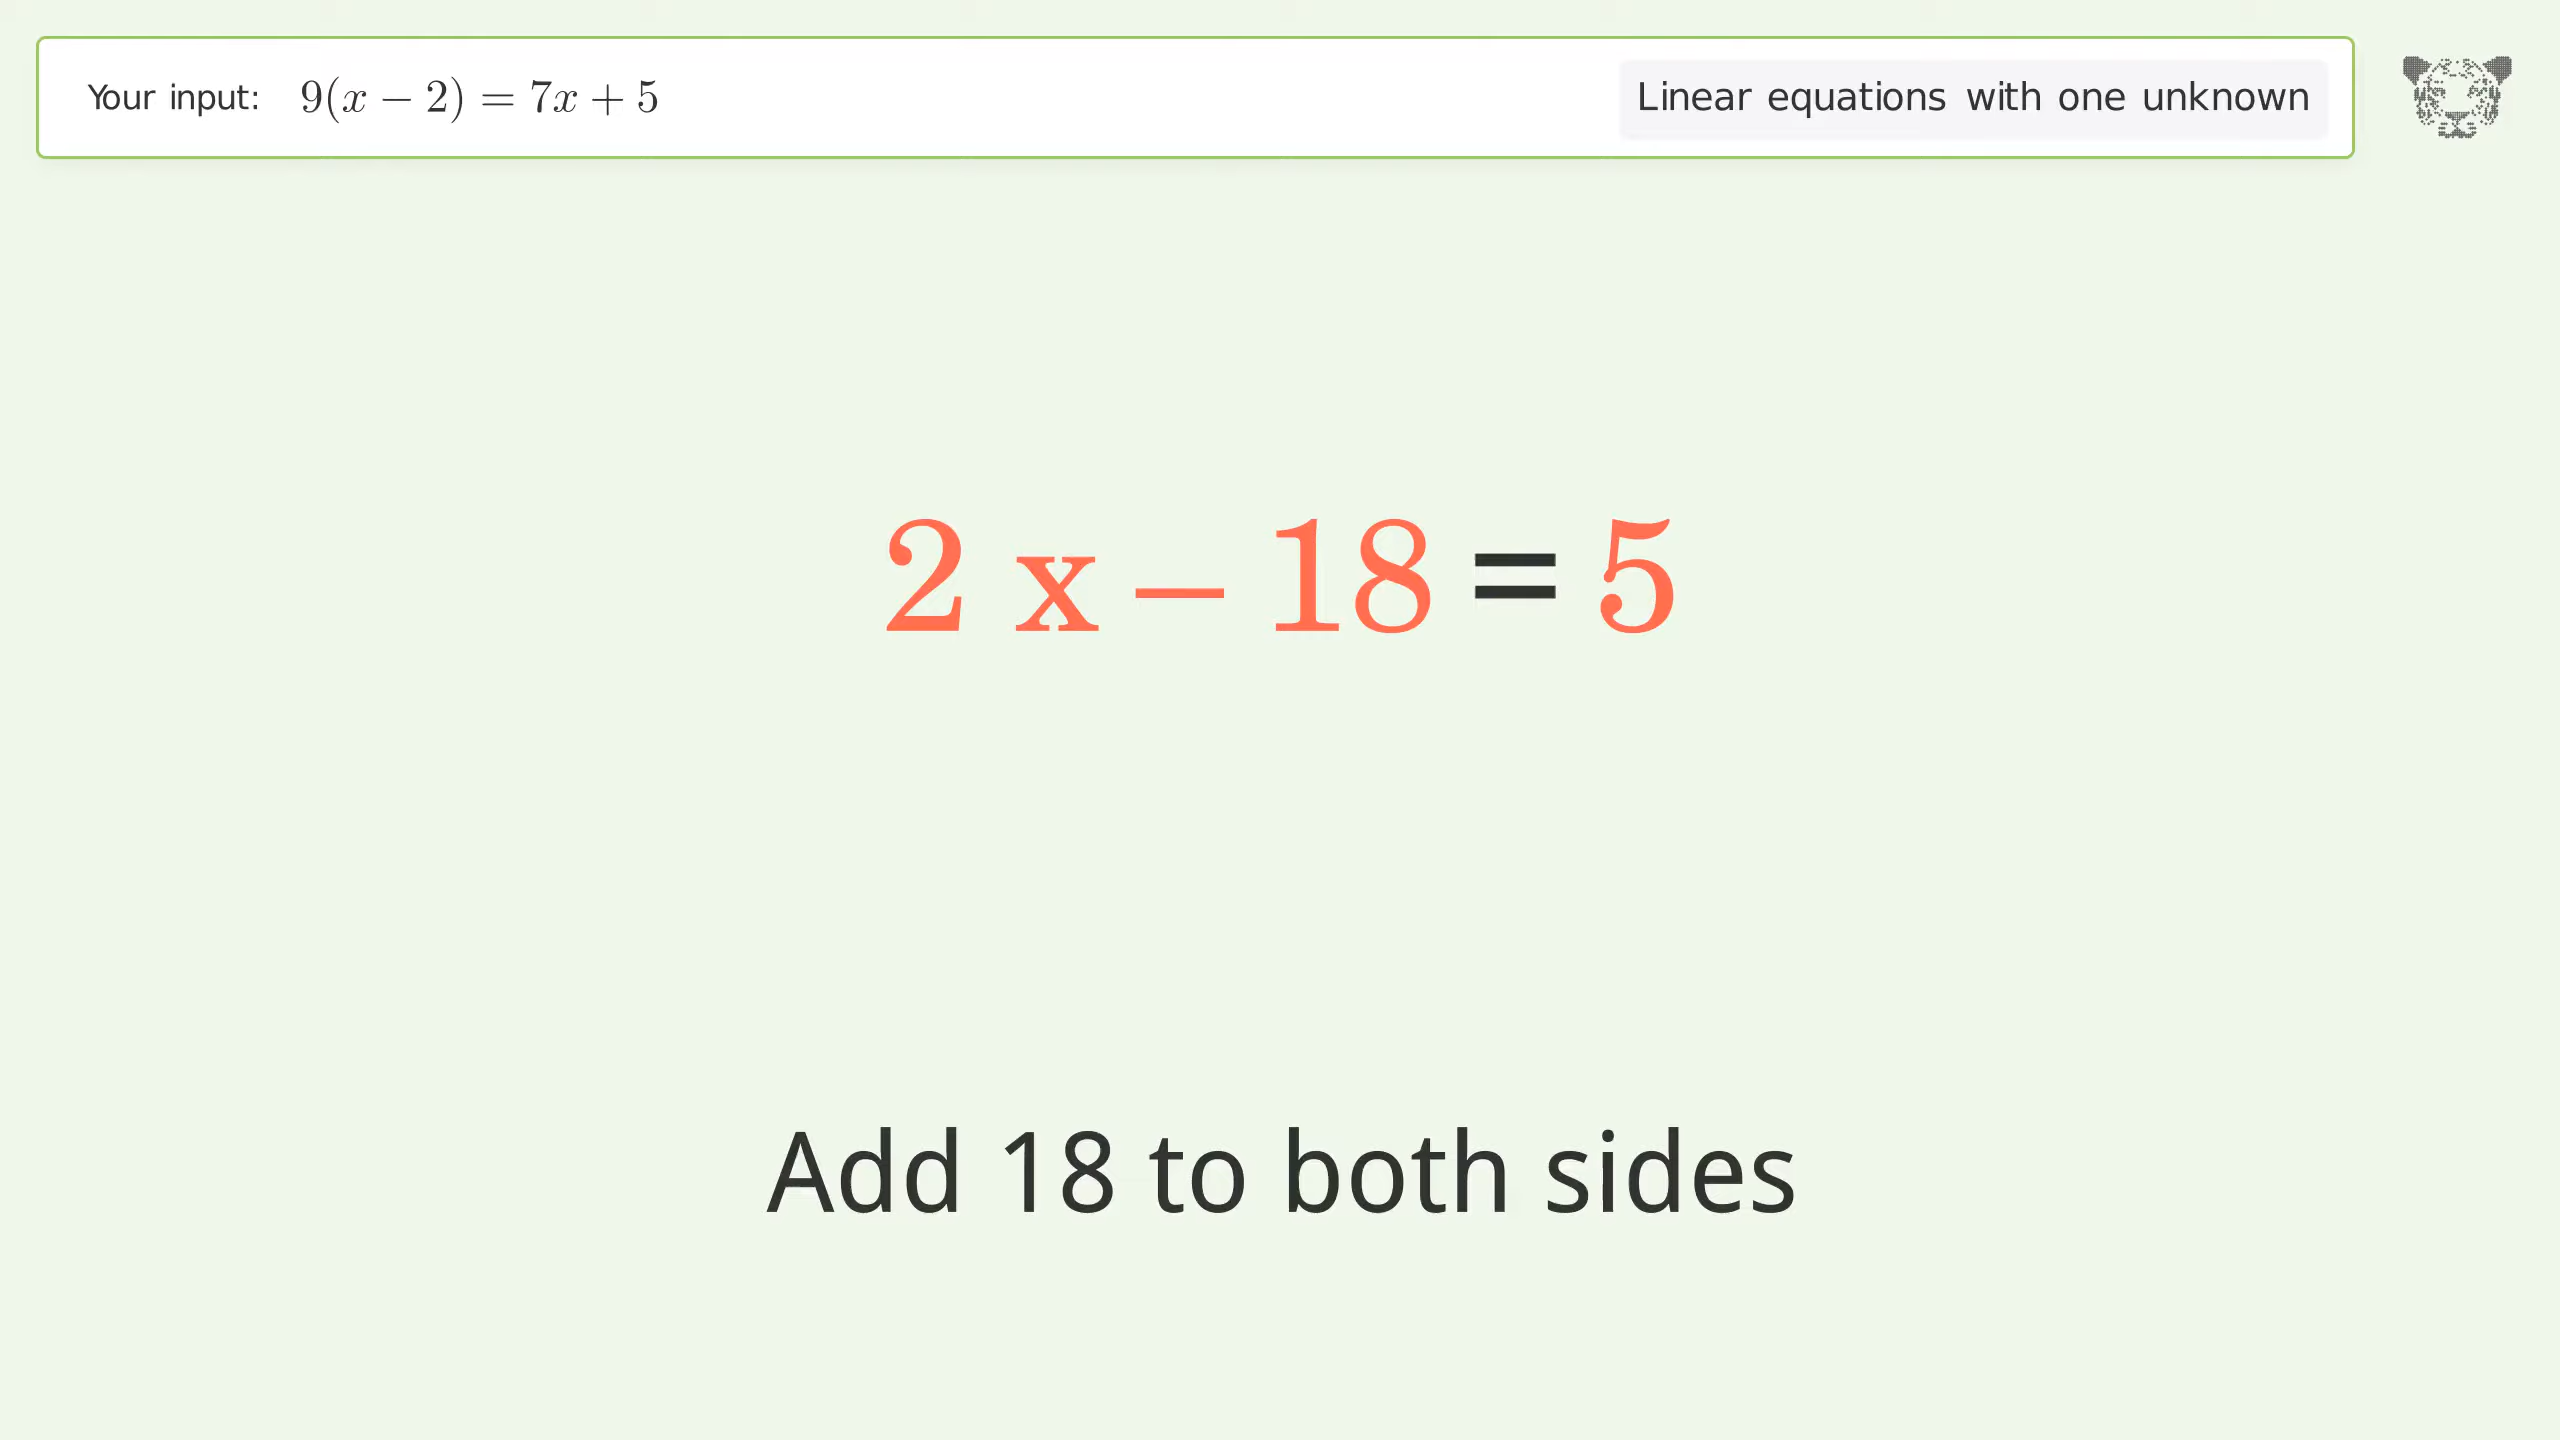 Your input: 9(x − 2) = 7x + 5
Linear equations with one unknown
2 x − 18 = 5
Add 18 to both sides